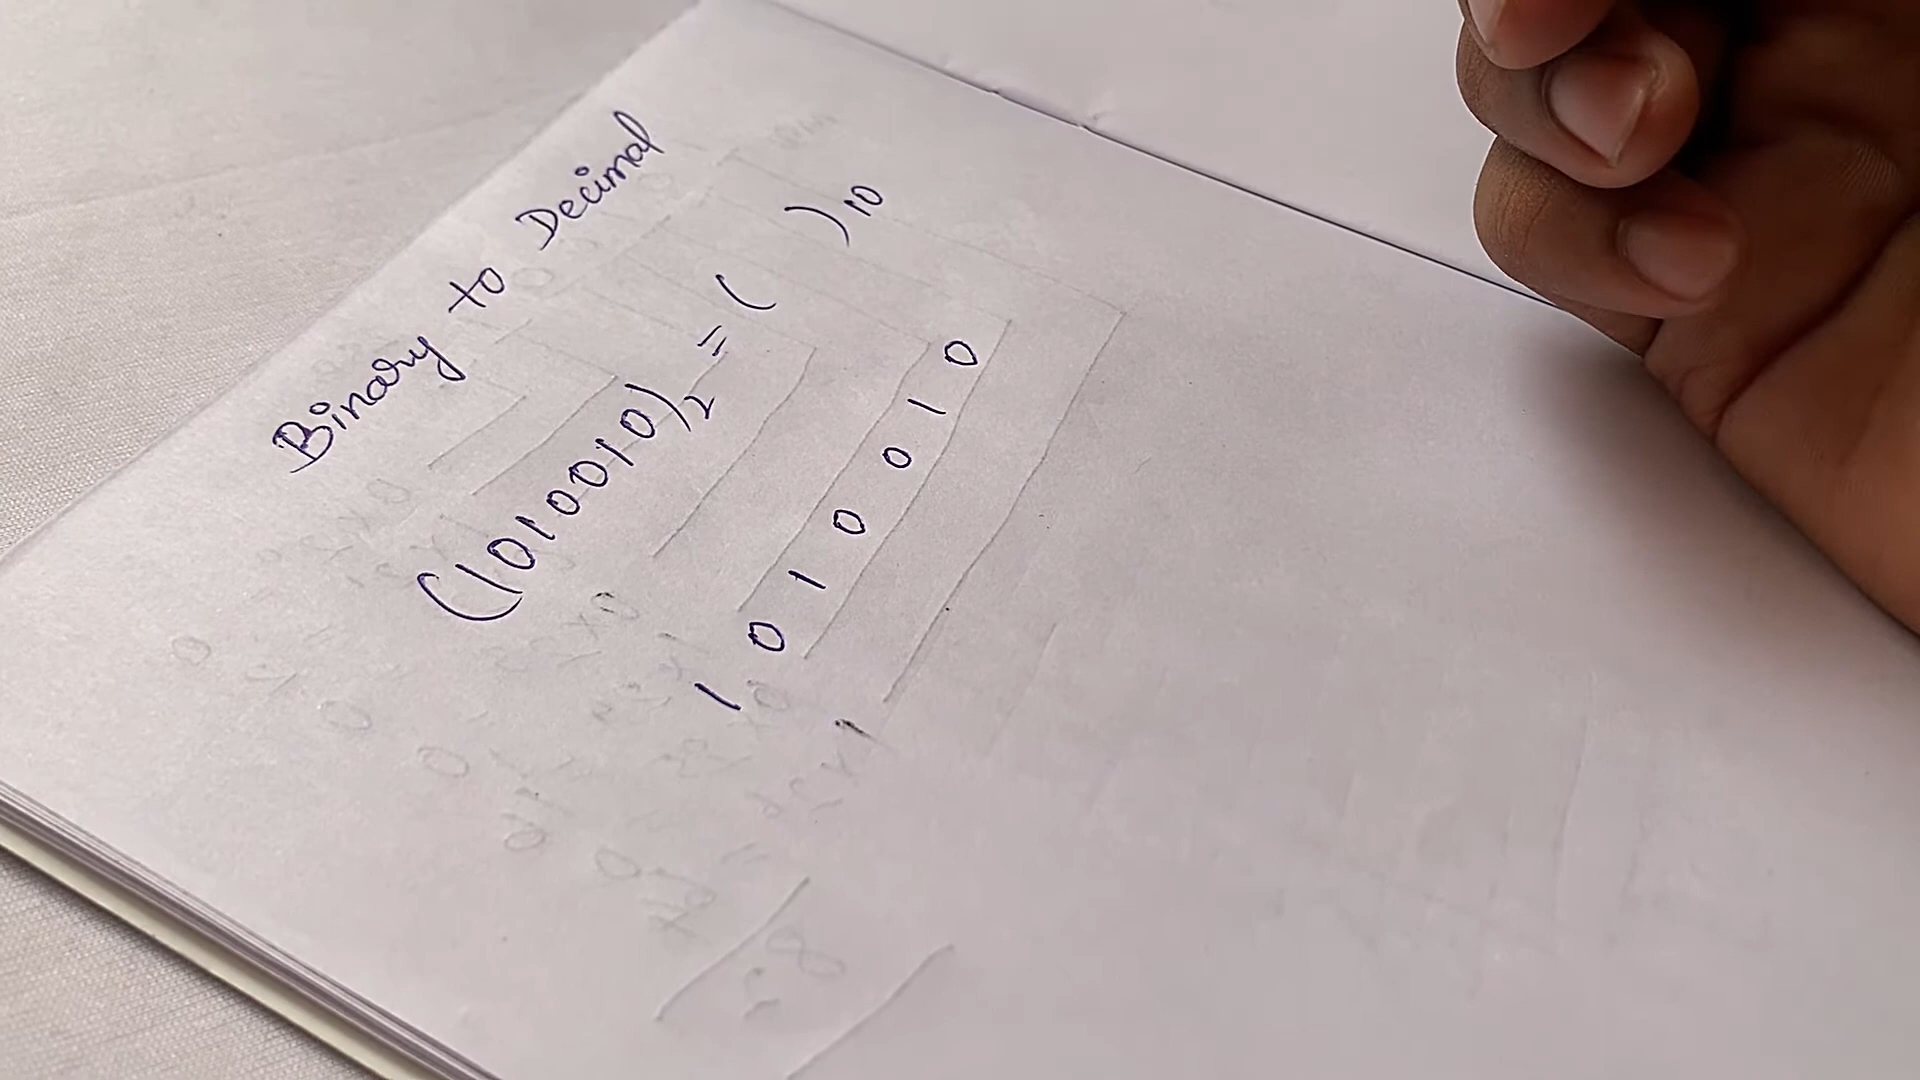 Binary to Decimal
(1010010)2 = ( )10
1 0 1 0 0 1 0